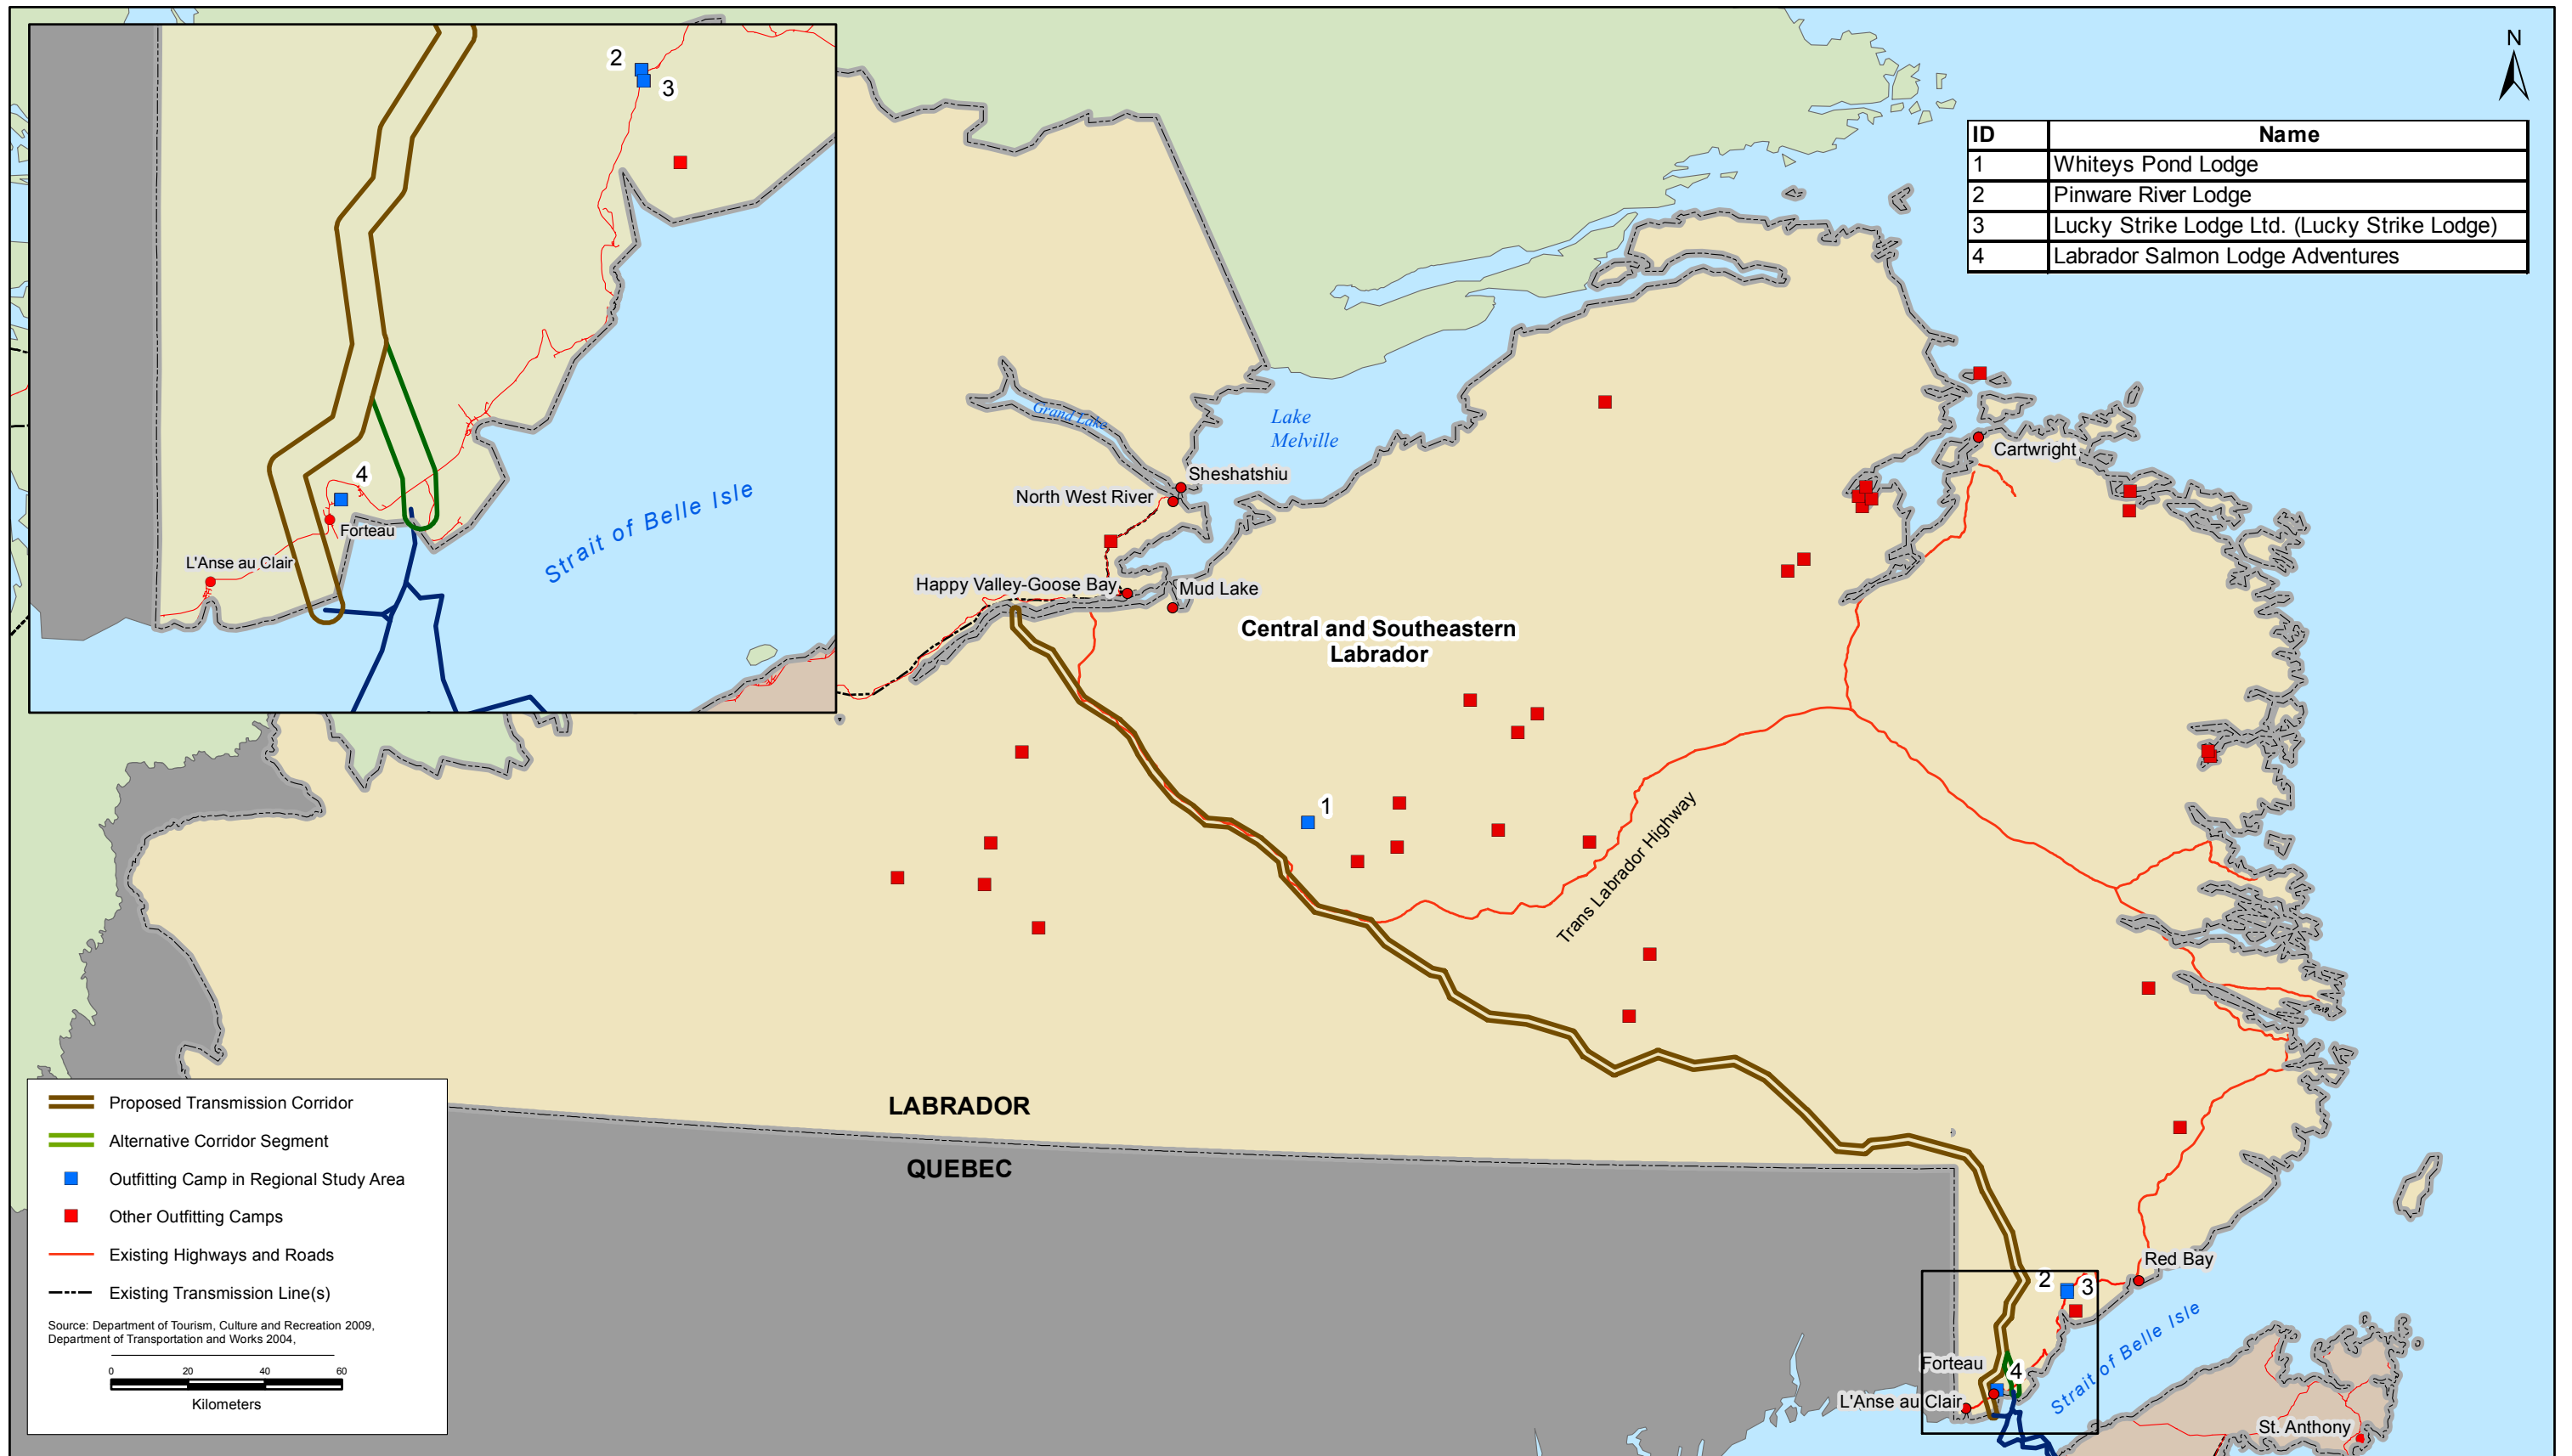 N
ID Name
1 Whiteys Pond Lodge
2 Pinware River Lodge
3 Lucky Strike Lodge Ltd. (Lucky Strike Lodge)
4 Labrador Salmon Lodge Adventures
2
3
4
Forteau
L'Anse au Clair
Strait of Belle Isle
Grand Lake
Lake
Melville
Sheshatshiu
North West River
Happy Valley-Goose Bay
Mud Lake
Cartwright
Central and Southeastern
Labrador
1
Trans Labrador Highway
LABRADOR
QUEBEC
Red Bay
2
3
Forteau
4
L'Anse au Clair
Strait of Belle Isle
St. Anthony
Proposed Transmission Corridor
Alternative Corridor Segment
Outfitting Camp in Regional Study Area
Other Outfitting Camps
Existing Highways and Roads
Existing Transmission Line(s)
Source: Department of Tourism, Culture and Recreation 2009,
Department of Transportation and Works 2004,
0 20 40 60
Kilometers